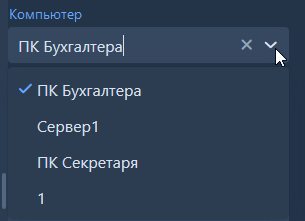 Компьютер
ПК Бухгалтера
ПК Бухгалтера
Сервер1
ПК Секретаря
1